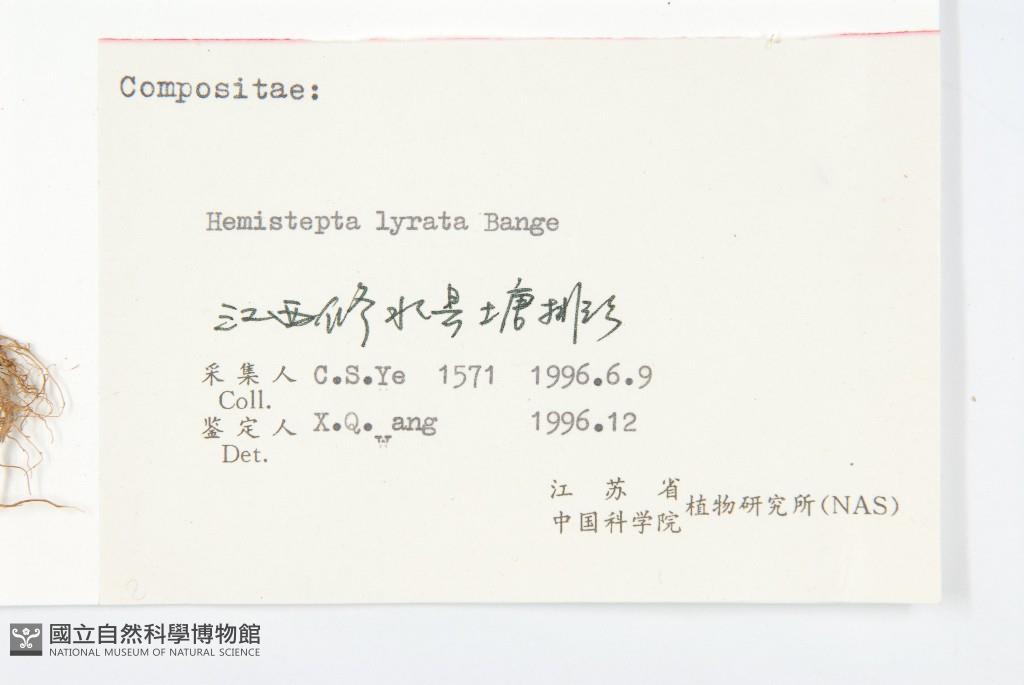 Compositae:
Hemistepta lyrata Bange
江西修水县塘排
采集人 C.S.Ye 1571 1996.6.9
Coll.
鉴定人 X.Q.Wang 1996.12
Det.
江苏省
中国科学院 植物研究所(NAS)
國立自然科學博物館
NATIONAL MUSEUM OF NATURAL SCIENCE